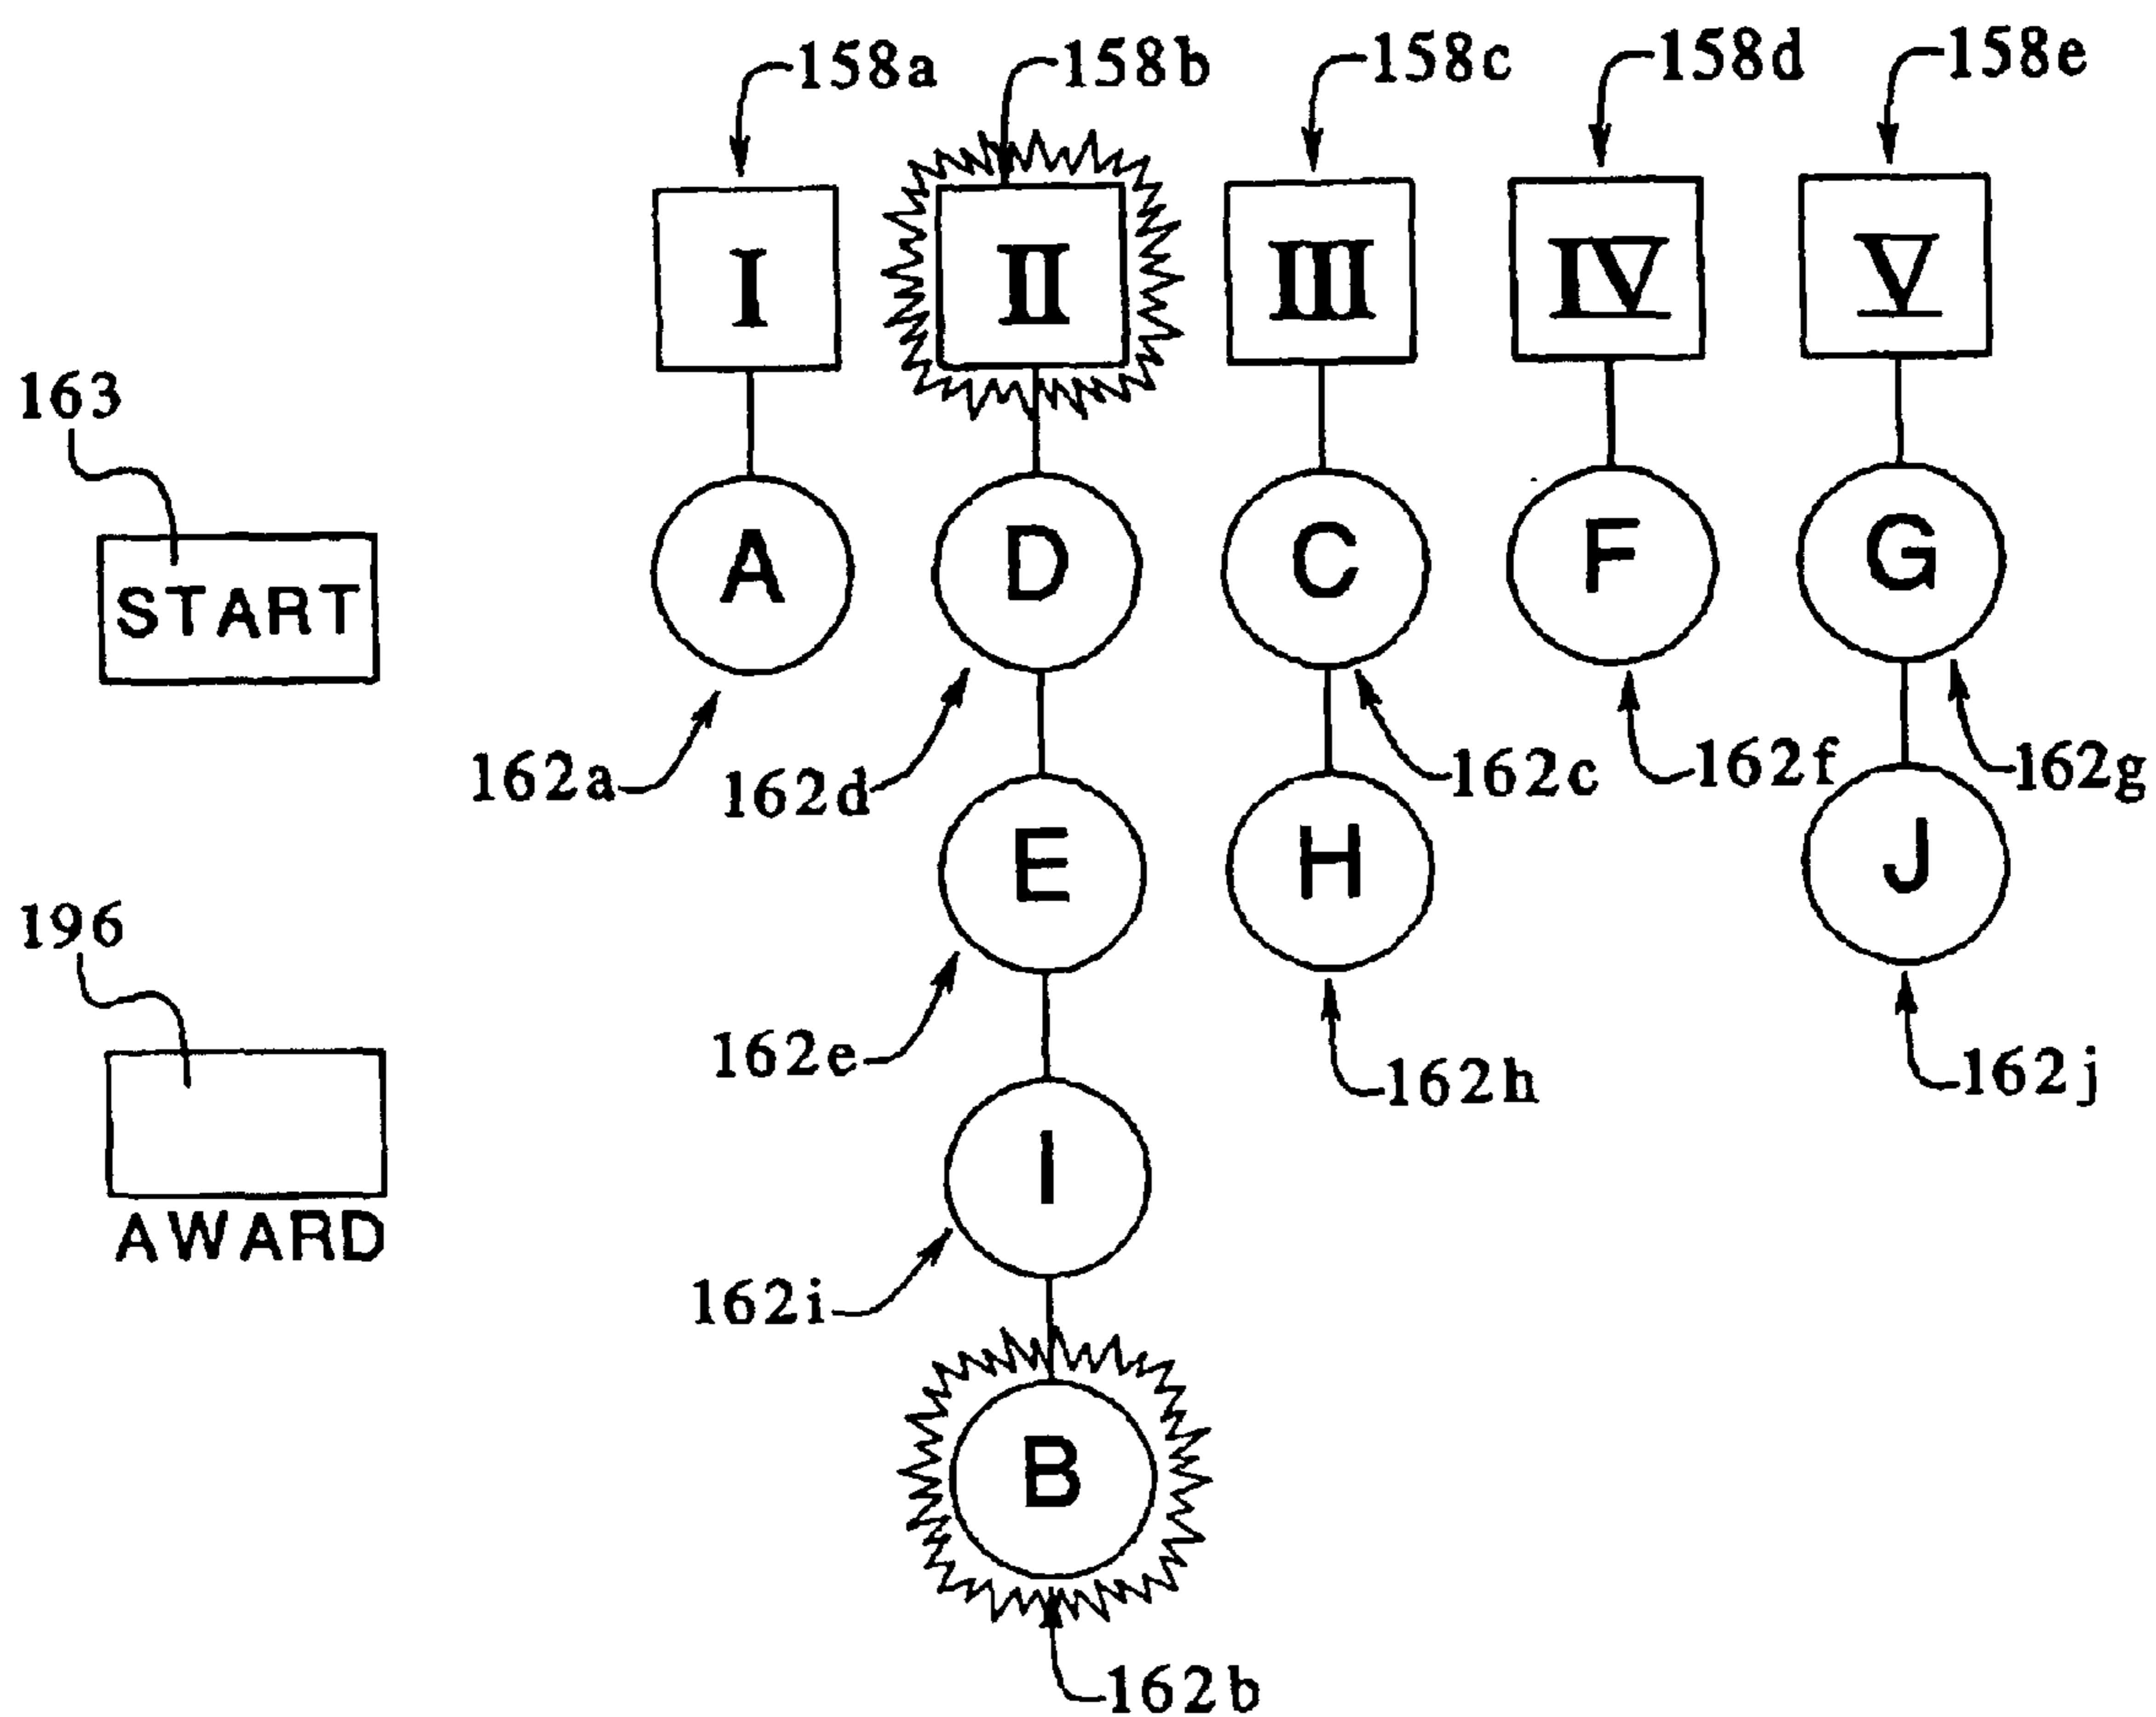 158a 158b 158c 158d 158e
I II III IV V
163
START
A D C F G
162a 162d 162c 162f 162g
E H J
196
162e 162h 162j
I
AWARD
162i
B
162b